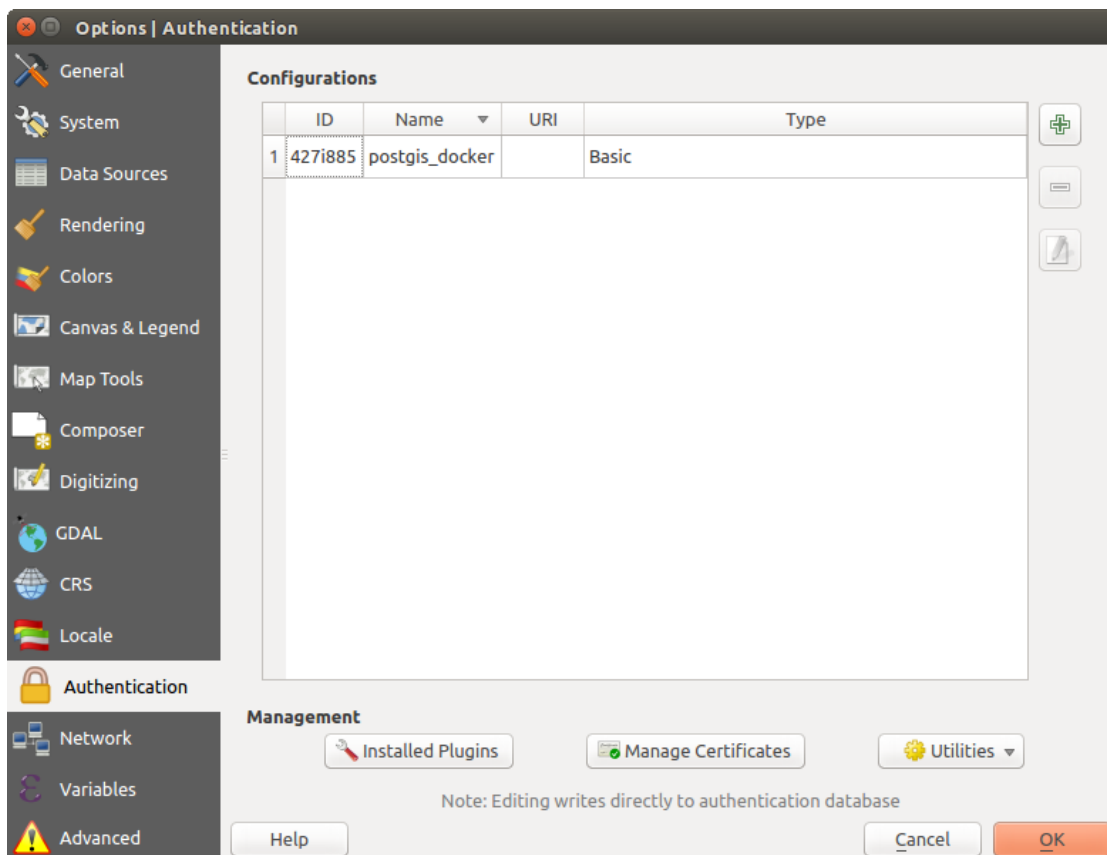 Options | Authentication
General
System
Data Sources
Rendering
Colors
Canvas & Legend
Map Tools
Composer
Digitizing
GDAL
CRS
Locale
Authentication
Network
Variables
Advanced
Configurations
ID Name URI Type
1 427i885 postgis_docker Basic
Management
Installed Plugins Manage Certificates Utilities
Note: Editing writes directly to authentication database
Help Cancel OK